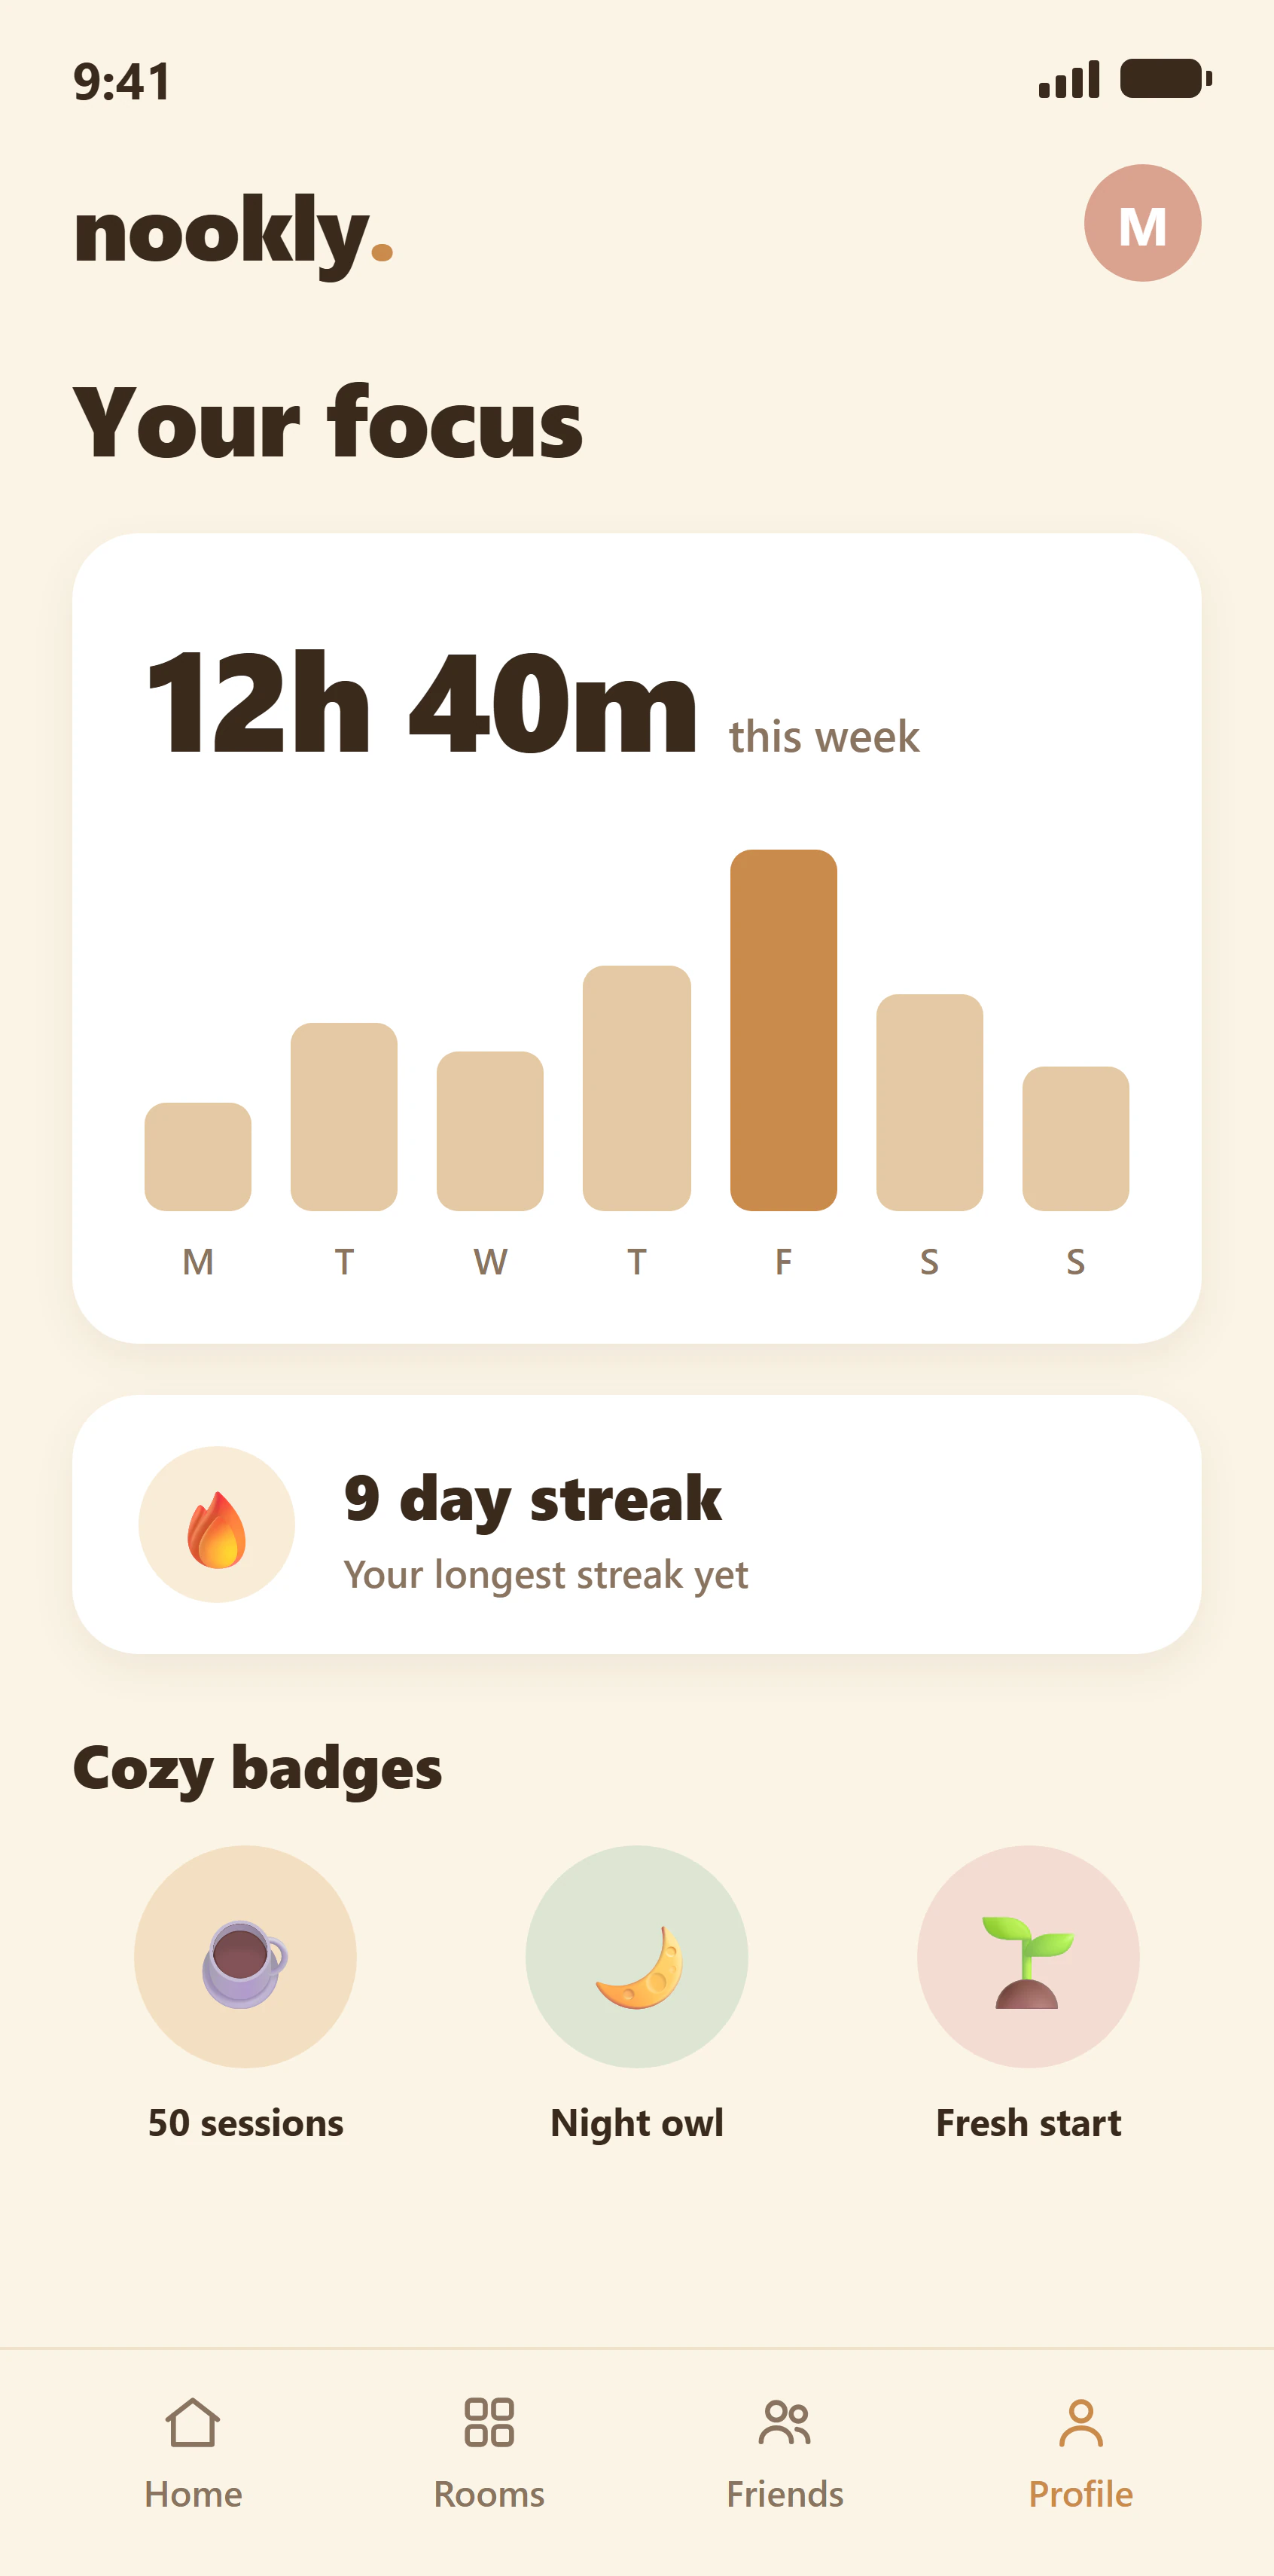 9:41
nookly.
M
Your focus
12h 40m this week
M T W T F S S
9 day streak
Your longest streak yet
Cozy badges
50 sessions Night owl Fresh start
Home Rooms Friends Profile